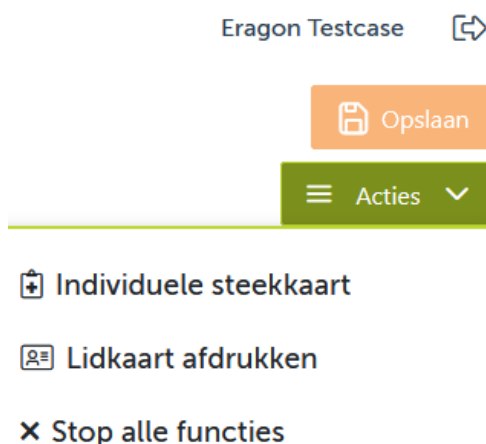 Eragon Testcase
Opslaan
Acties
Individuele steekkaart
Lidkaart afdrukken
Stop alle functies